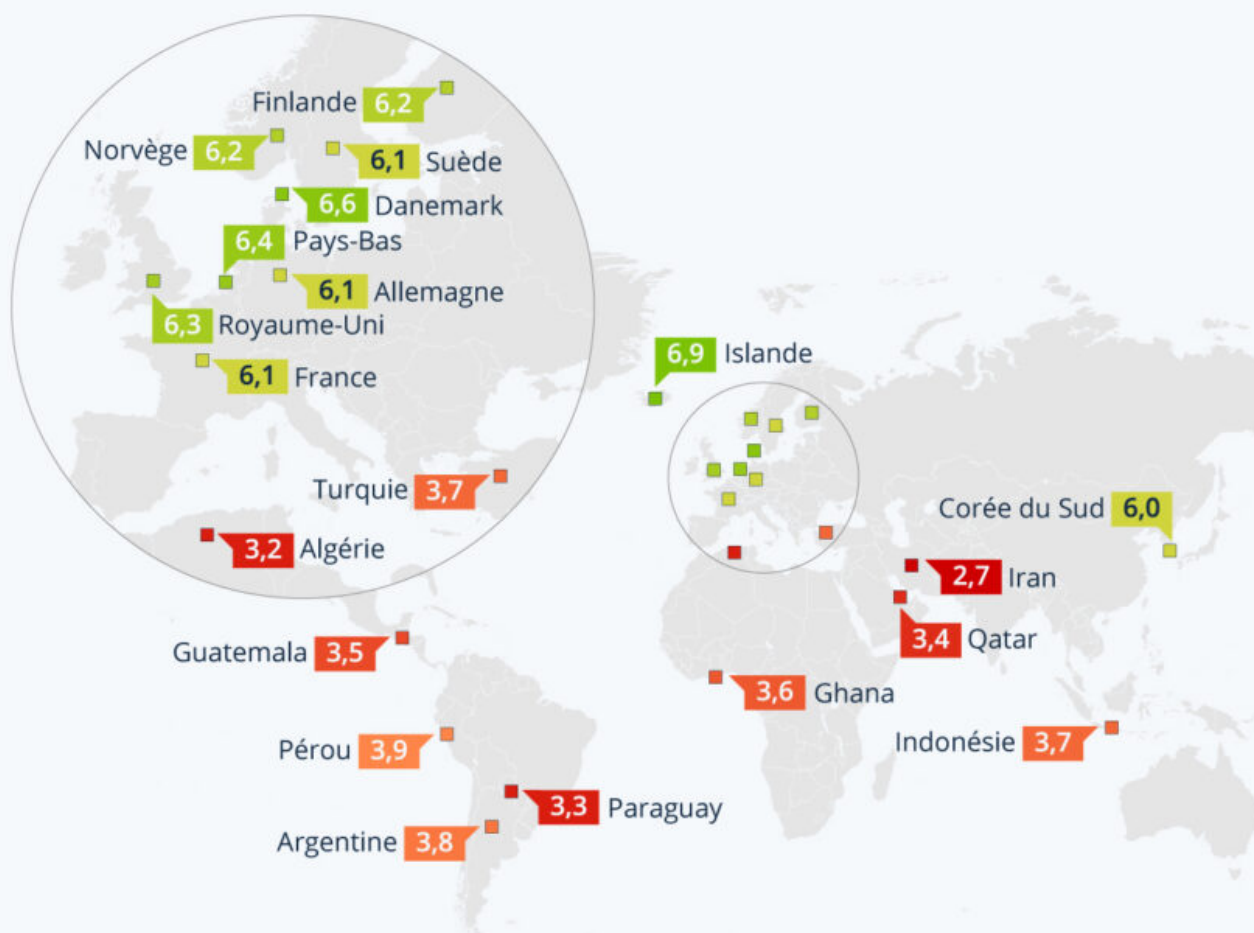 Finlande 6,2
Norvège 6,2
6,1 Suède
6,6 Danemark
6,4 Pays-Bas
6,1 Allemagne
6,3 Royaume-Uni
6,9 Islande
6,1 France
Turquie 3,7
Corée du Sud 6,0
3,2 Algérie
2,7 Iran
3,4 Qatar
Guatemala 3,5
3,6 Ghana
Indonésie 3,7
Pérou 3,9
3,3 Paraguay
Argentine 3,8